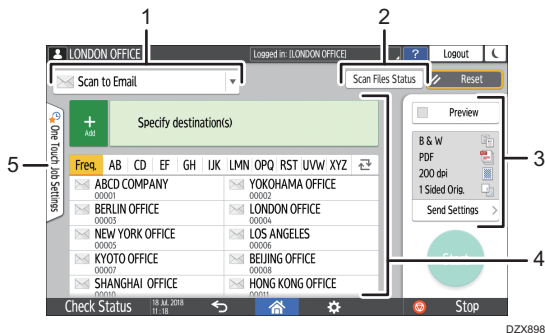 1
2
LONDON OFFICE
Logged in: [LONDON OFFICE]
?
Logout
Scan to Email
Scan Files Status
Reset
Add
Specify destination(s)
Preview
One Touch Job Settings
Freq. AB CD EF GH IJK LMN OPQ RST UVW XYZ
B & W
PDF
200 dpi
1 Sided Orig.
Send Settings
ABCD COMPANY
00001
YOKOHAMA OFFICE
00002
BERLIN OFFICE
00003
LONDON OFFICE
00004
NEW YORK OFFICE
00005
LOS ANGELES
00006
KYOTO OFFICE
00007
BEIJING OFFICE
00008
SHANGHAI OFFICE
HONG KONG OFFICE
Check Status
18 Jul. 2018
11:18
Stop
3
4
5
DZX898